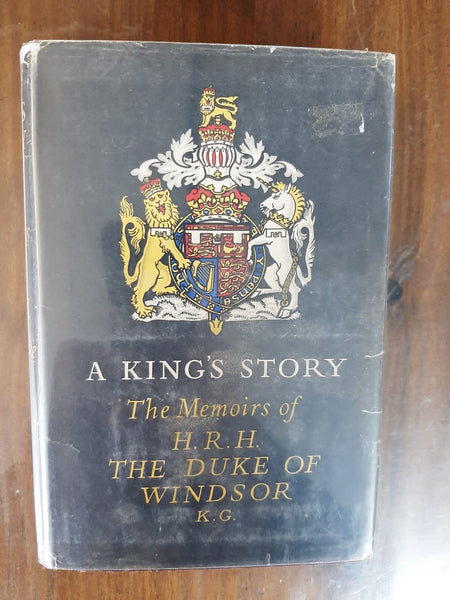 A KING'S STORY
The Memoirs of
H.R.H.
THE DUKE OF
WINDSOR
K.G.